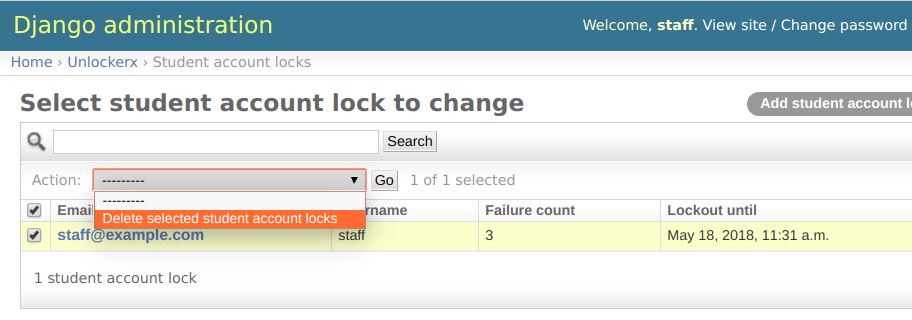 Django administration
Welcome, staff. View site / Change password
Home › Unlockerx › Student account locks
Select student account lock to change
Add student account
Search
Action: --------- ▼ Go 1 of 1 selected
---------
Delete selected student account locks
Failure count Lockout until
staff@example.com staff 3 May 18, 2018, 11:31 a.m.
1 student account lock